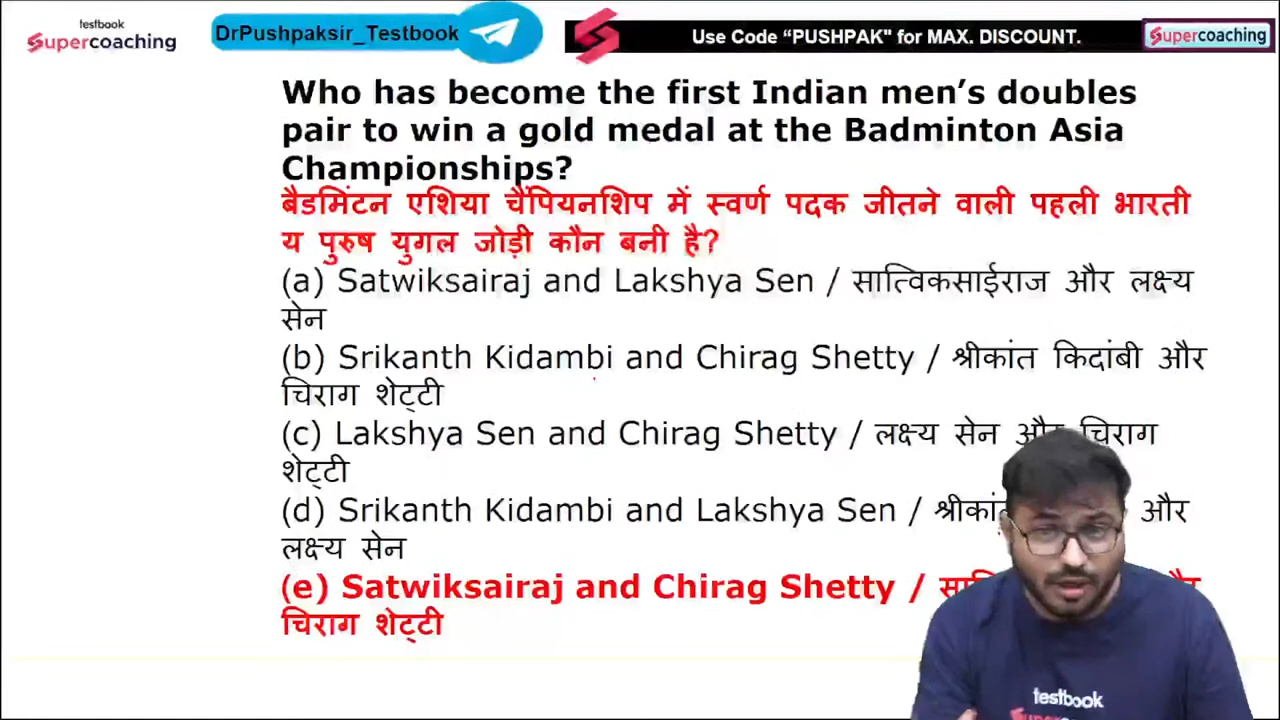 testbook
Supercoaching
DrPushpaksir_Testbook
Use Code “PUSHPAK" for MAX. DISCOUNT.
Supercoaching
Who has become the first Indian men’s doubles
pair to win a gold medal at the Badminton Asia
Championships?
बैडमिंटन एशिया चैंपियनशिप में स्वर्ण पदक जीतने वाली पहली भारती
य पुरुष युगल जोड़ी कौन बनी है?
(a) Satwiksairaj and Lakshya Sen / सात्विकसाईराज और लक्ष्य
सेन
(b) Srikanth Kidambi and Chirag Shetty / श्रीकांत किदांबी और
चिराग शेट्टी
(c) Lakshya Sen and Chirag Shetty / लक्ष्य सेन और चिराग
शेट्टी
(d) Srikanth Kidambi and Lakshya Sen / और
लक्ष्य सेन
(e) Satwiksairaj and Chirag Shetty /
चिराग शेट्टी
testbook